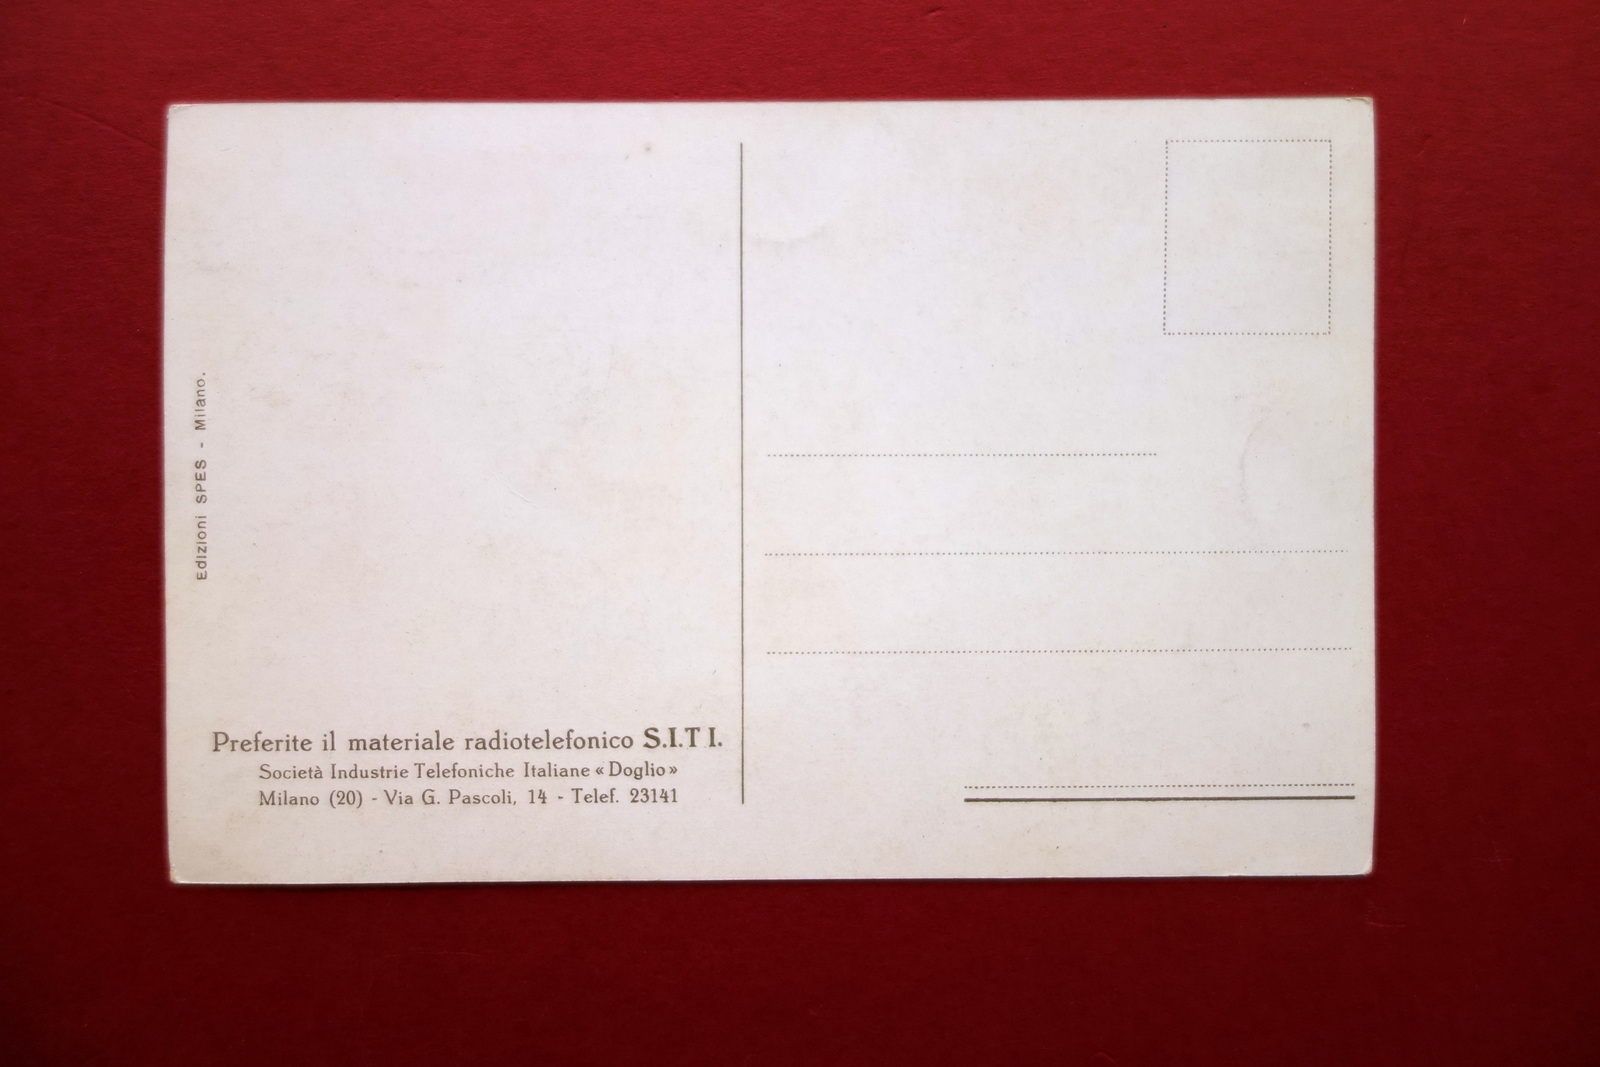 Edizioni SPES - Milano.
Preferite il materiale radiotelefonico S.I.T I.
Società Industrie Telefoniche Italiane « Doglio »
Milano (20) - Via G. Pascoli, 14 - Telef. 23141